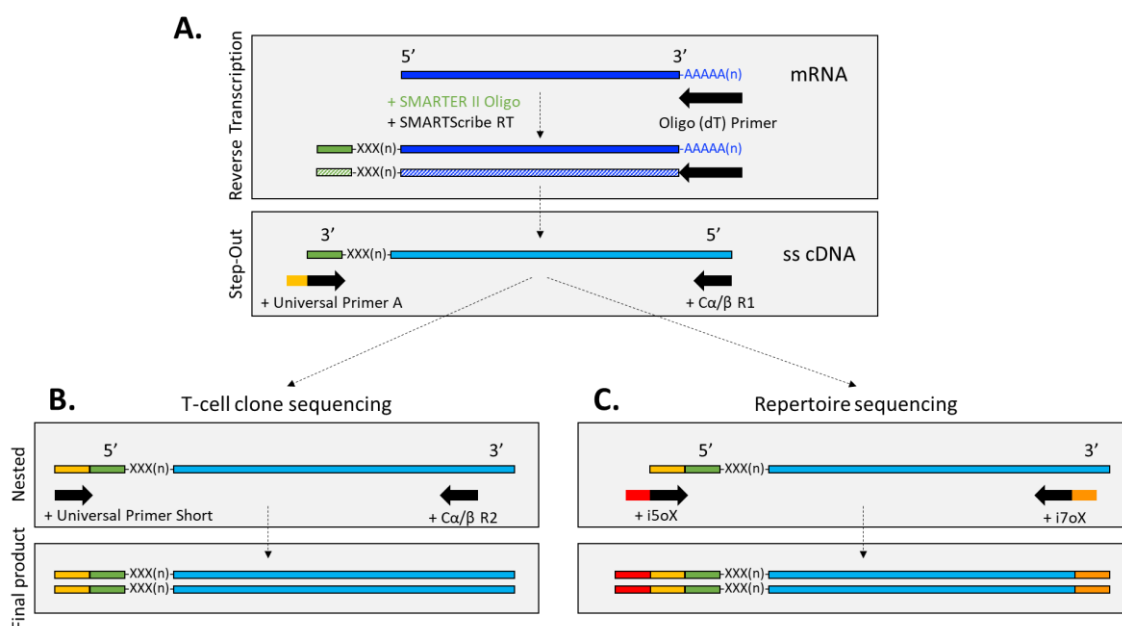 A.
Reverse Transcription
5’ 3’
-AAAAA(n) mRNA
+ SMARTER II Oligo
+ SMARTScribe RT Oligo (dT) Primer
-XXX(n)- -AAAAA(n)
-XXX(n)-
Step-Out
3’ 5’
-XXX(n)- ss cDNA
+ Universal Primer A + Cα/β R1
B. T-cell clone sequencing
Nested
5’ 3’
-XXX(n)-
+ Universal Primer Short + Cα/β R2
Final product
-XXX(n)-
-XXX(n)-
C. Repertoire sequencing
5’ 3’
-XXX(n)-
+ i5oX + i7oX
-XXX(n)-
-XXX(n)-